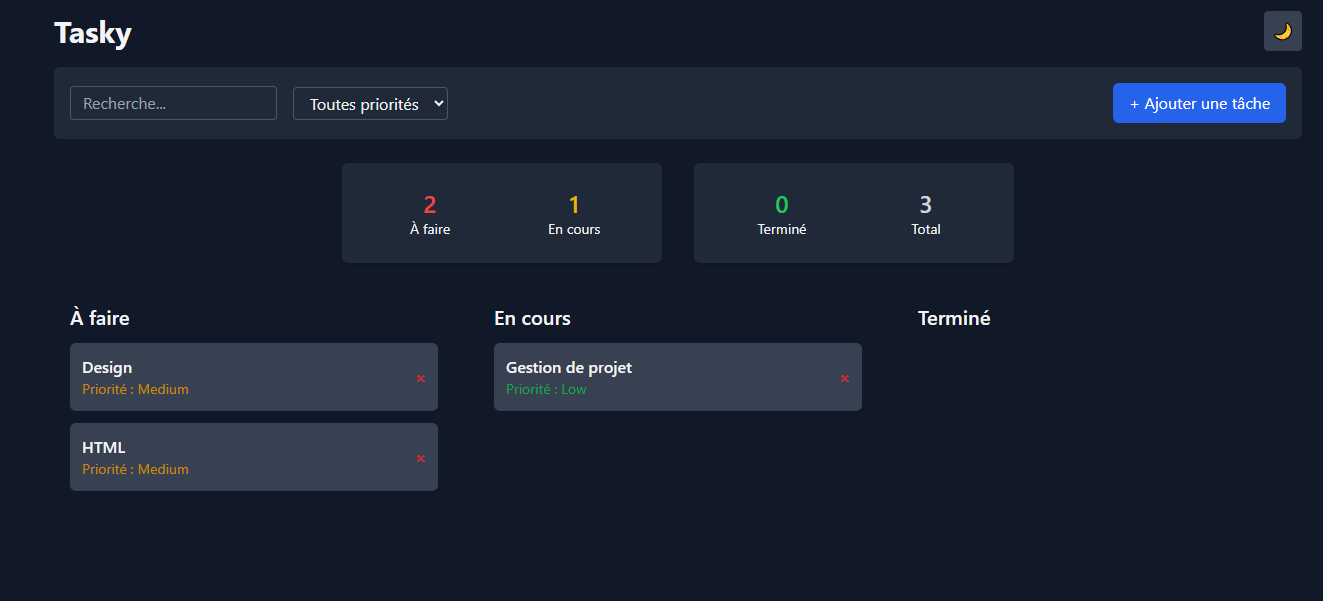 Tasky
Recherche...
Toutes priorités
+ Ajouter une tâche
2
À faire
1
En cours
0
Terminé
3
Total
À faire
Design
Priorité : Medium
×
HTML
Priorité : Medium
×
En cours
Gestion de projet
Priorité : Low
×
Terminé